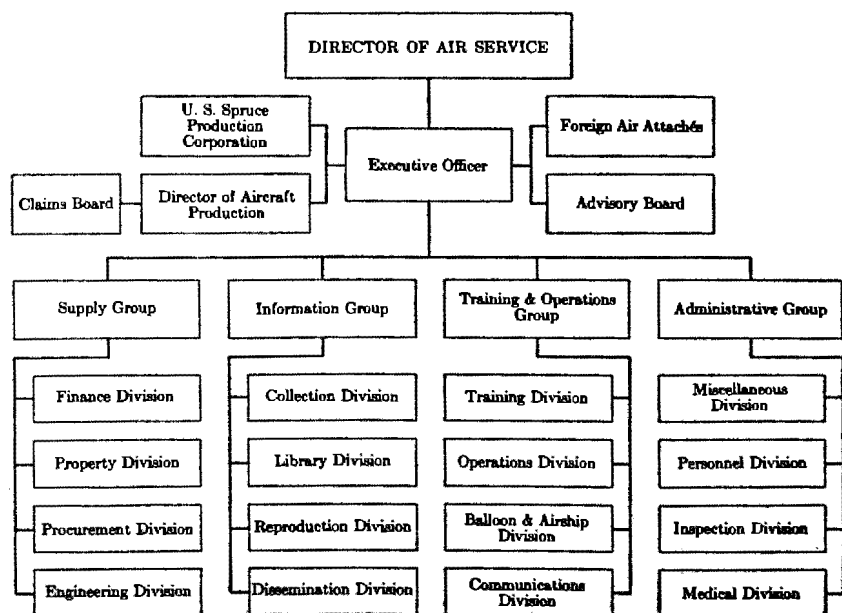 DIRECTOR OF AIR SERVICE
U. S. Spruce
Production
Corporation
Foreign Air Attachés
Executive Officer
Claims Board
Director of Aircraft
Production
Advisory Board
Supply Group
Information Group
Training & Operations
Group
Administrative Group
Finance Division
Collection Division
Training Division
Miscellaneous
Division
Property Division
Library Division
Operations Division
Personnel Division
Procurement Division
Reproduction Division
Balloon & Airship
Division
Inspection Division
Engineering Division
Dissemination Division
Communications
Division
Medical Division